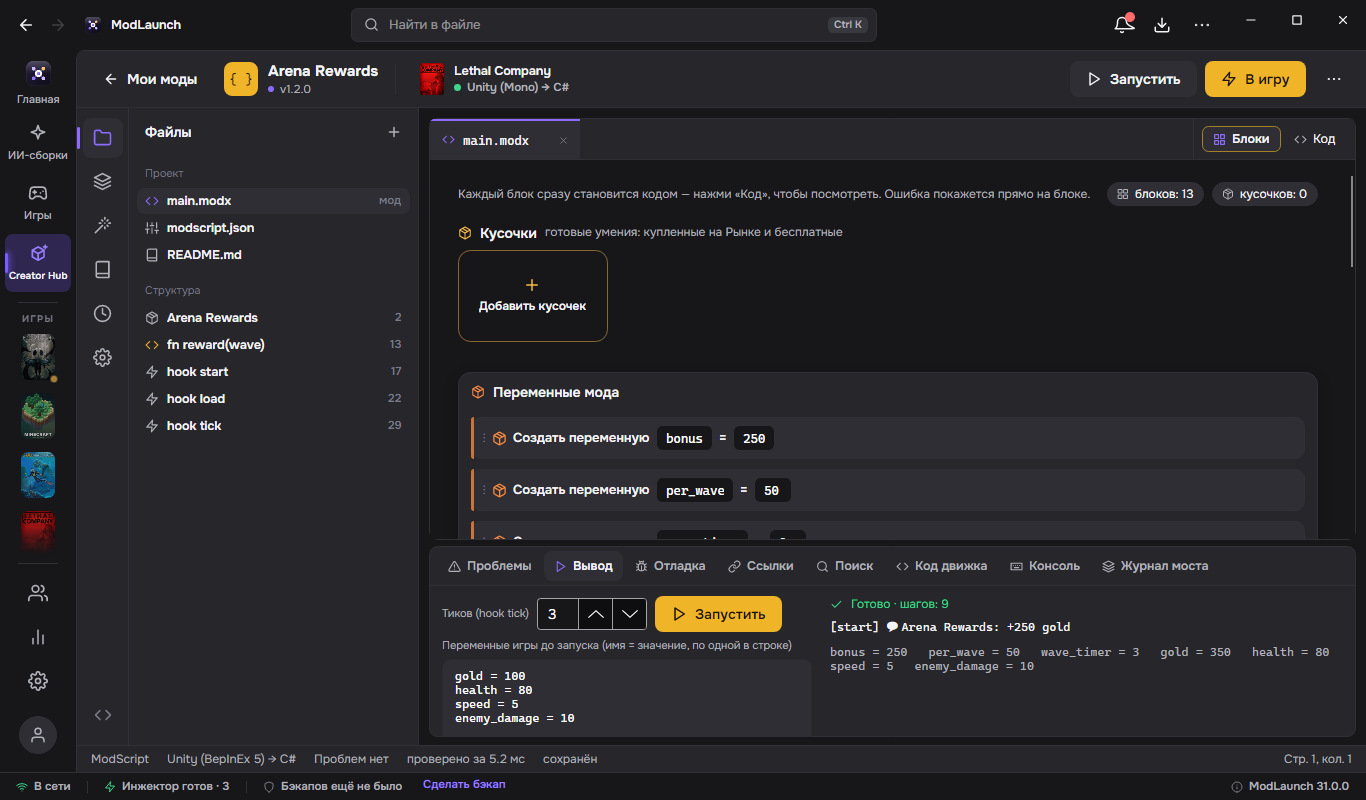 ModLaunch
Найти в файле
Ctrl K
Главная
ИИ-сборки
Игры
Creator Hub
ИГРЫ
MINECRAFT
LETHAL
COMPANY
Мои моды
{ }
Arena Rewards
v1.2.0
Lethal Company
Unity (Mono) → C#
Запустить
В игру
Файлы
Проект
main.modx
мод
modscript.json
README.md
Структура
Arena Rewards 2
fn reward(wave) 13
hook start 17
hook load 22
hook tick 29
main.modx
Блоки
Код
Каждый блок сразу становится кодом — нажми «Код», чтобы посмотреть. Ошибка покажется прямо на блоке.
блоков: 13
кусочков: 0
Кусочки готовые умения: купленные на Рынке и бесплатные
Добавить кусочек
Переменные мода
Создать переменную bonus = 250
Создать переменную per_wave = 50
Проблемы
Вывод
Отладка
Ссылки
Поиск
Код движка
Консоль
Журнал моста
Тиков (hook tick)
3
Запустить
Переменные игры до запуска (имя = значение, по одной в строке)
gold = 100
health = 80
speed = 5
enemy_damage = 10
Готово · шагов: 9
[start] 💬 Arena Rewards: +250 gold
bonus = 250 per_wave = 50 wave_timer = 3 gold = 350 health = 80
speed = 5 enemy_damage = 10
ModScript
Unity (BepInEx 5) → C#
Проблем нет
проверено за 5.2 мс
сохранён
Стр. 1, кол. 1
В сети
Инжектор готов · 3
Бэкапов ещё не было
Сделать бэкап
ModLaunch 31.0.0